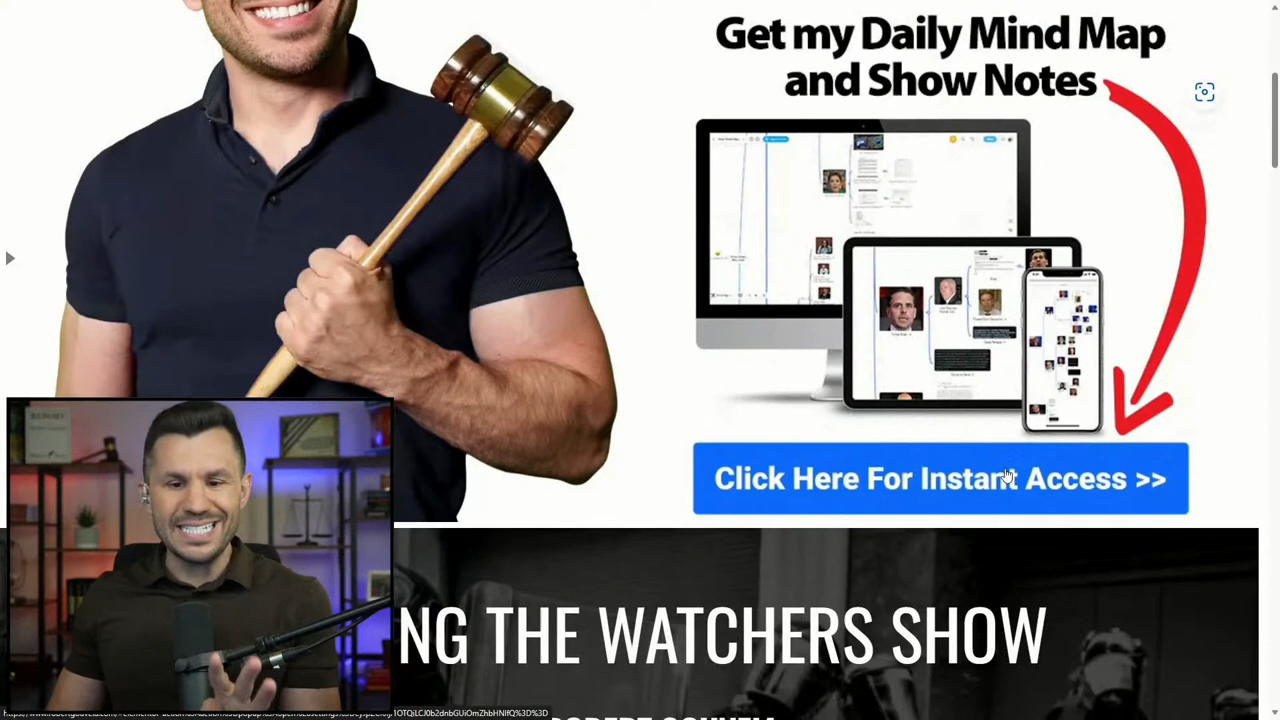 Get my Daily Mind Map
and Show Notes
Click Here For Instant Access >>
NG THE WATCHERS SHOW